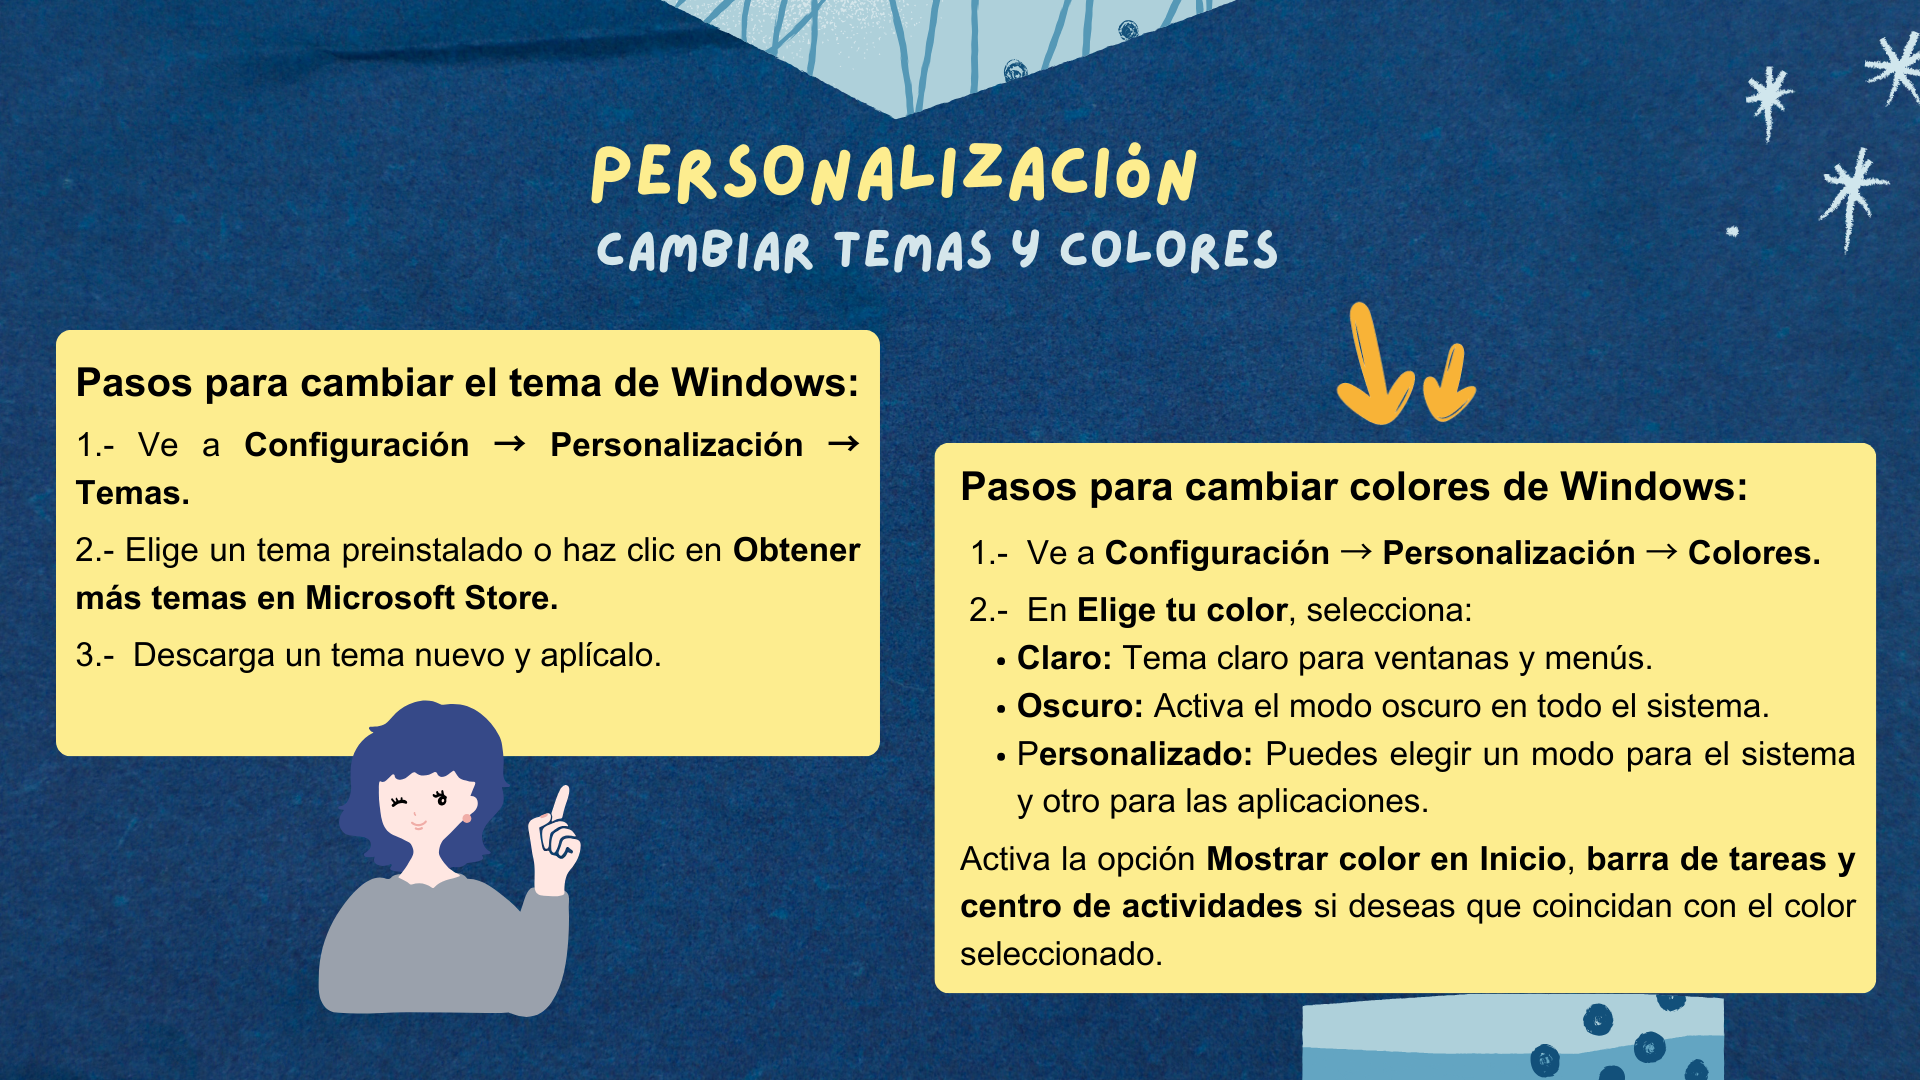 PERSONALIZACIÓN
CAMBIAR TEMAS Y COLORES
Pasos para cambiar el tema de Windows:
1.- Ve a Configuración → Personalización →
Temas.
2.- Elige un tema preinstalado o haz clic en Obtener
más temas en Microsoft Store.
3.- Descarga un tema nuevo y aplícalo.
Pasos para cambiar colores de Windows:
1.- Ve a Configuración → Personalización → Colores.
2.- En Elige tu color, selecciona:
• Claro: Tema claro para ventanas y menús.
• Oscuro: Activa el modo oscuro en todo el sistema.
• Personalizado: Puedes elegir un modo para el sistema
y otro para las aplicaciones.
Activa la opción Mostrar color en Inicio, barra de tareas y
centro de actividades si deseas que coincidan con el color
seleccionado.